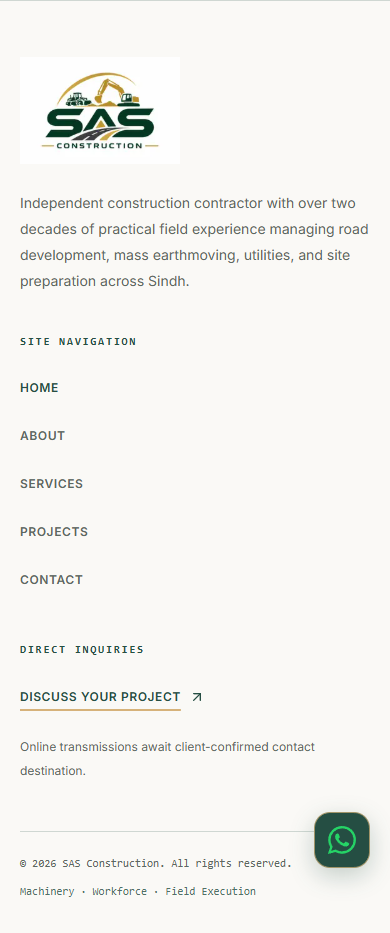 SAS
CONSTRUCTION
Independent construction contractor with over two
decades of practical field experience managing road
development, mass earthmoving, utilities, and site
preparation across Sindh.
SITE NAVIGATION
HOME
ABOUT
SERVICES
PROJECTS
CONTACT
DIRECT INQUIRIES
DISCUSS YOUR PROJECT
Online transmissions await client-confirmed contact
destination.
© 2026 SAS Construction. All rights reserved.
Machinery · Workforce · Field Execution